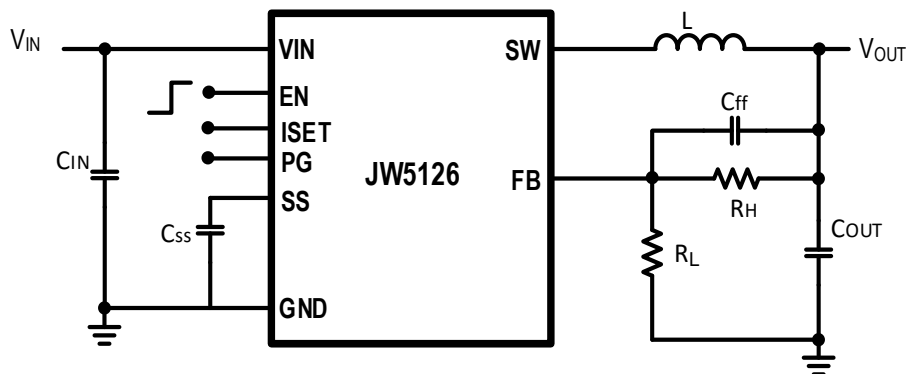 VIN
CIN
VIN
EN
ISET
PG
SS
GND
Css
JW5126
SW
FB
L
VOUT
Cff
RH
RL
COUT